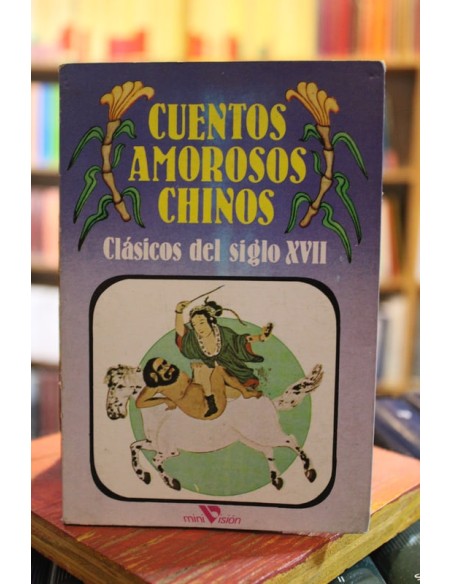 CUENTOS
AMOROSOS
CHINOS
Clásicos del siglo XVII
mini Visión